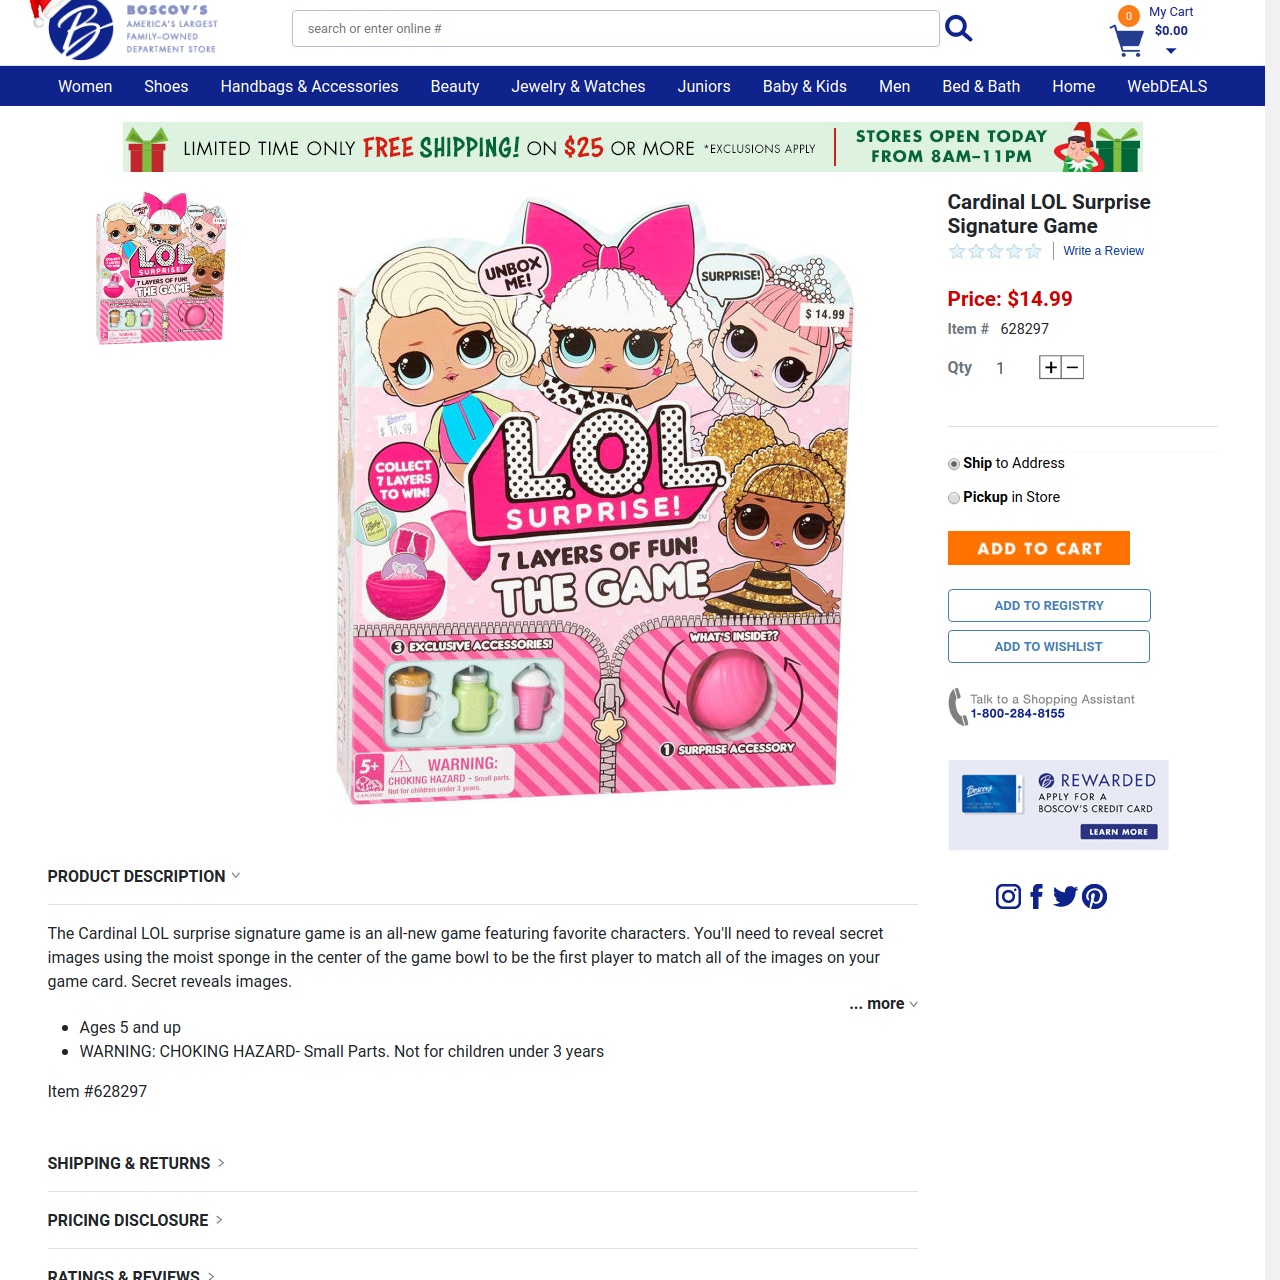 BOSCOV'S
AMERICA'S LARGEST
FAMILY-OWNED
DEPARTMENT STORE
search or enter online #
0
My Cart
$0.00
Women Shoes Handbags & Accessories Beauty Jewelry & Watches Juniors Baby & Kids Men Bed & Bath Home WebDEALS
LIMITED TIME ONLY FREE SHIPPING! ON $25 OR MORE *EXCLUSIONS APPLY
STORES OPEN TODAY
FROM 8AM–11PM
UNBOX
ME!
SURPRISE!
$ 14.99
Boscov's
$ 14.99
COLLECT
7 LAYERS
TO WIN!
L.O.L.
SURPRISE!
TM
7 LAYERS OF FUN!
THE GAME
3 EXCLUSIVE ACCESSORIES!
WHAT'S INSIDE??
1 SURPRISE ACCESSORY
5+
WARNING:
CHOKING HAZARD – Small parts.
Not for children under 3 years.
Cardinal LOL Surprise
Signature Game
Write a Review
Price: $14.99
Item # 628297
Qty 1 + −
Ship to Address
Pickup in Store
ADD TO CART
ADD TO REGISTRY
ADD TO WISHLIST
Talk to a Shopping Assistant
1-800-284-8155
Boscov's
REWARDED
APPLY FOR A
BOSCOV'S CREDIT CARD
LEARN MORE
PRODUCT DESCRIPTION
The Cardinal LOL surprise signature game is an all-new game featuring favorite characters. You'll need to reveal secret
images using the moist sponge in the center of the game bowl to be the first player to match all of the images on your
game card. Secret reveals images.
... more
• Ages 5 and up
• WARNING: CHOKING HAZARD- Small Parts. Not for children under 3 years
Item #628297
SHIPPING & RETURNS
PRICING DISCLOSURE
RATINGS & REVIEWS